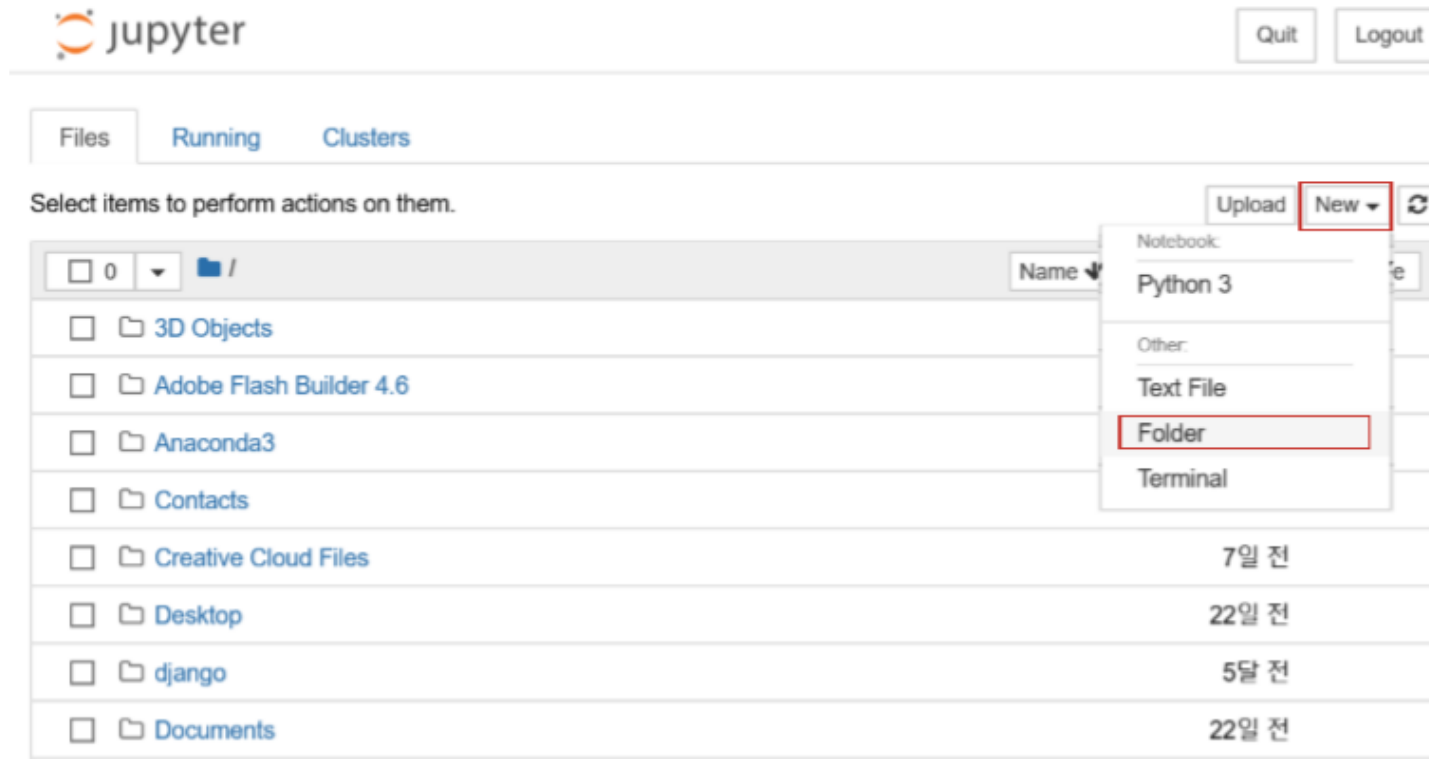 jupyter
Quit
Logout
Files
Running
Clusters
Select items to perform actions on them.
Upload
New
0
/
Name
e
Notebook:
Python 3
Other:
Text File
Folder
Terminal
3D Objects
Adobe Flash Builder 4.6
Anaconda3
Contacts
Creative Cloud Files
7일 전
Desktop
22일 전
django
5달 전
Documents
22일 전